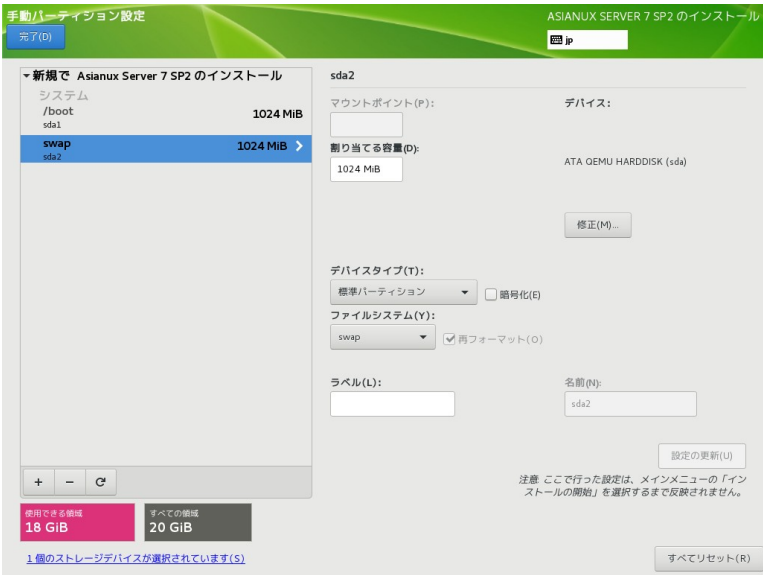 手動パーティション設定
ASIANUX SERVER 7 SP2 のインストール
完了(D)
jp
新規で Asianux Server 7 SP2 のインストール
システム
/boot
1024 MiB
sda1
swap
1024 MiB
sda2
sda2
マウントポイント(P):
デバイス:
割り当てる容量(D):
1024 MiB
ATA QEMU HARDDISK (sda)
修正(M)...
デバイスタイプ(T):
標準パーティション
暗号化(E)
ファイルシステム(Y):
swap
再フォーマット(O)
ラベル(L):
名前(N):
sda2
設定の更新(U)
注意: ここで行った設定は、メインメニューの「イン
ストールの開始」を選択するまで反映されません。
使用できる領域
18 GiB
すべての領域
20 GiB
1 個のストレージデバイスが選択されています(S)
すべてリセット(R)